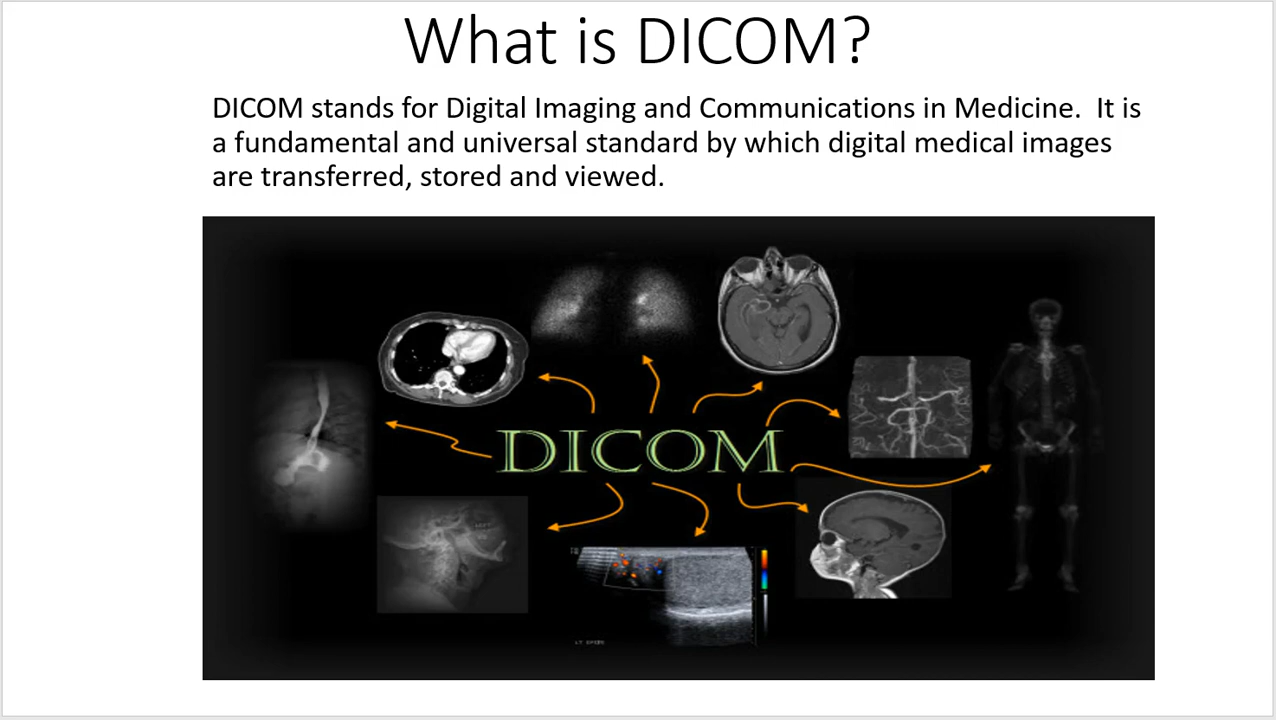 What is DICOM?
DICOM stands for Digital Imaging and Communications in Medicine.  It is
a fundamental and universal standard by which digital medical images
are transferred, stored and viewed.
DICOM